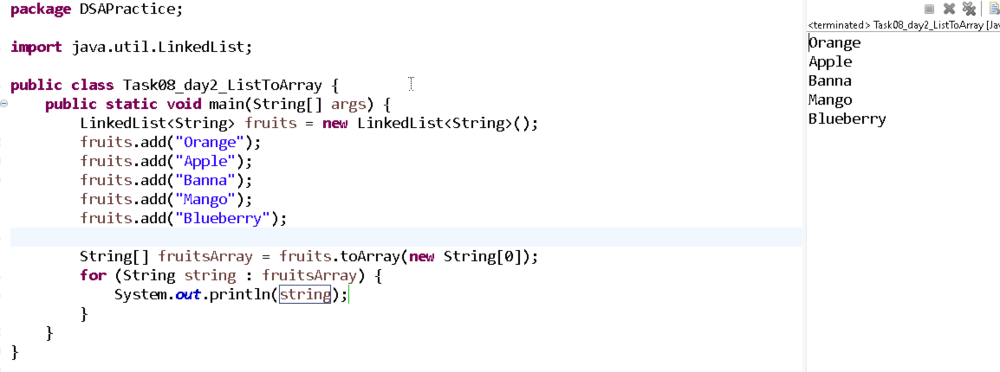 package DSAPractice;
import java.util.LinkedList;
public class Task08_day2_ListToArray {
public static void main(String[] args) {
LinkedList<String> fruits = new LinkedList<String>();
fruits.add("Orange");
fruits.add("Apple");
fruits.add("Banna");
fruits.add("Mango");
fruits.add("Blueberry");
String[] fruitsArray = fruits.toArray(new String[0]);
for (String string : fruitsArray) {
System.out.println(string);
}
}
}
<terminated> Task08_day2_ListToArray [Jav
Orange
Apple
Banna
Mango
Blueberry